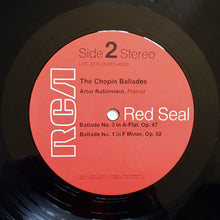 Side 2 Stereo
The Chopin Ballades
Artur Rubinstein, Pianist
RCA Red Seal
Ballade No. 3 in A-Flat, Op. 47
Ballade No. 4 in F Minor, Op. 52